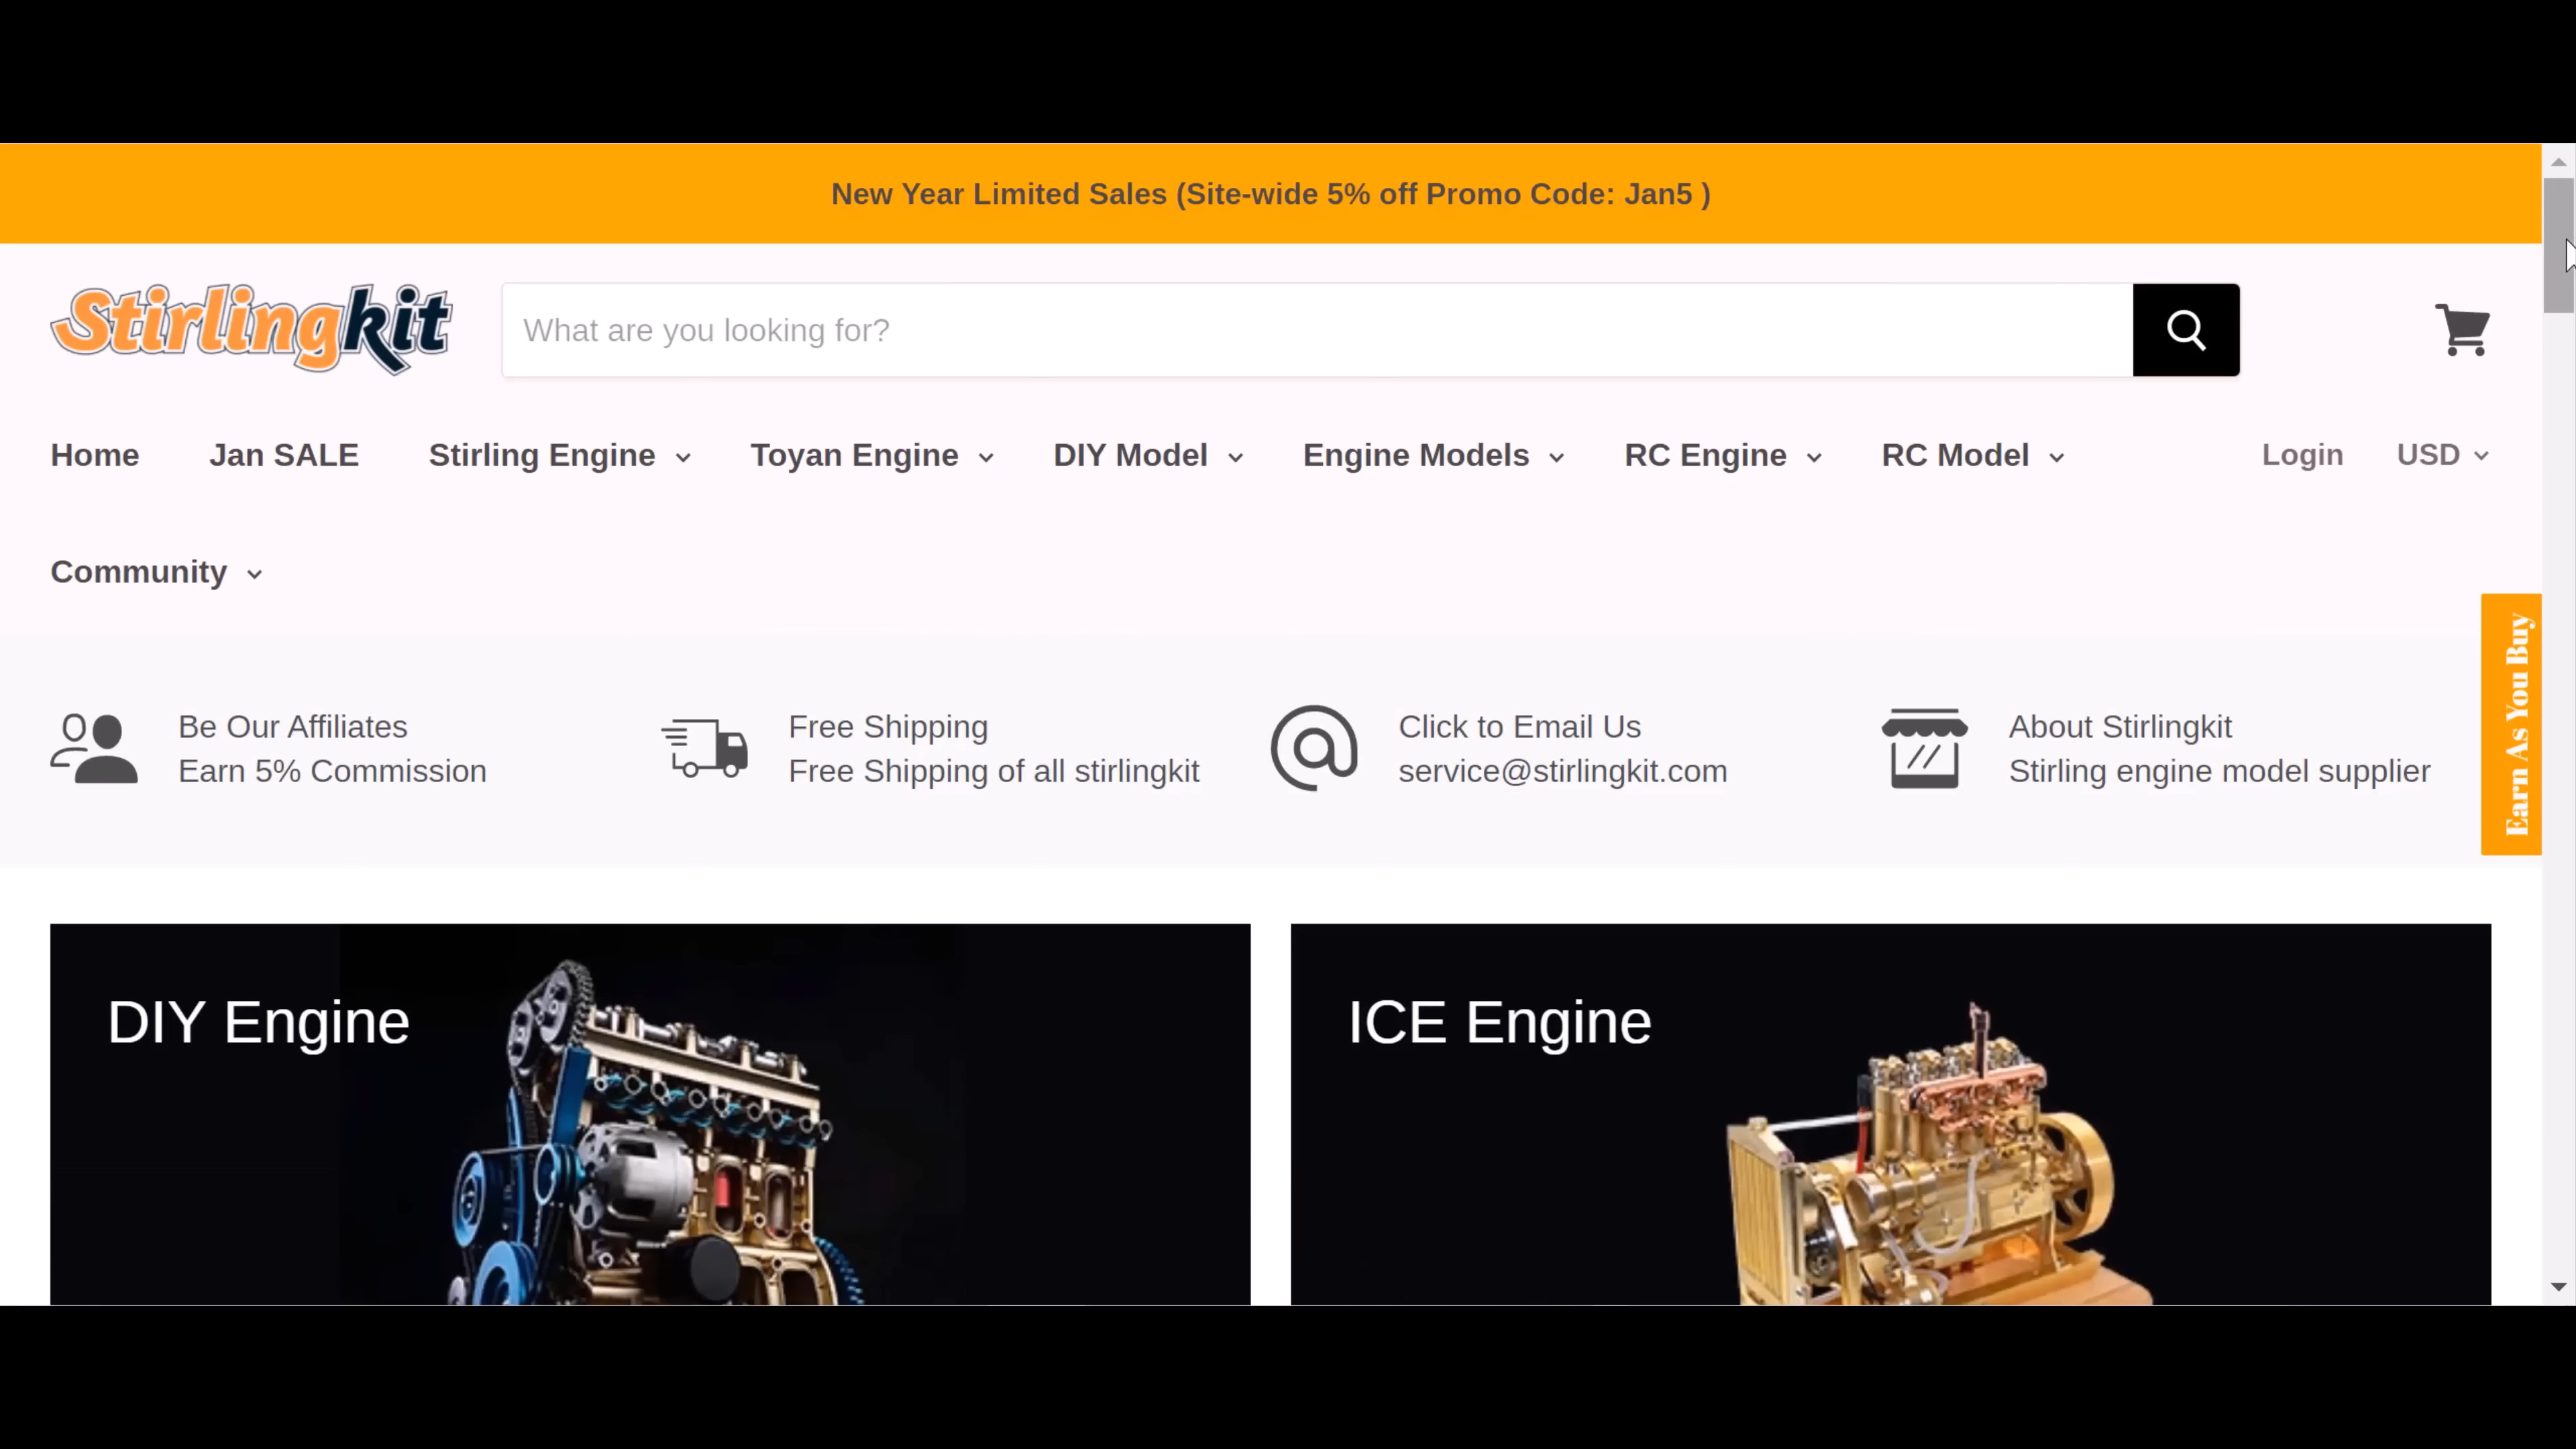 New Year Limited Sales (Site-wide 5% off Promo Code: Jan5 )
Stirlingkit
What are you looking for?
Home Jan SALE Stirling Engine Toyan Engine DIY Model Engine Models RC Engine RC Model Login USD
Community
Be Our Affiliates
Earn 5% Commission
Free Shipping
Free Shipping of all stirlingkit
Click to Email Us
service@stirlingkit.com
About Stirlingkit
Stirling engine model supplier
Earn As You Buy
DIY Engine
ICE Engine